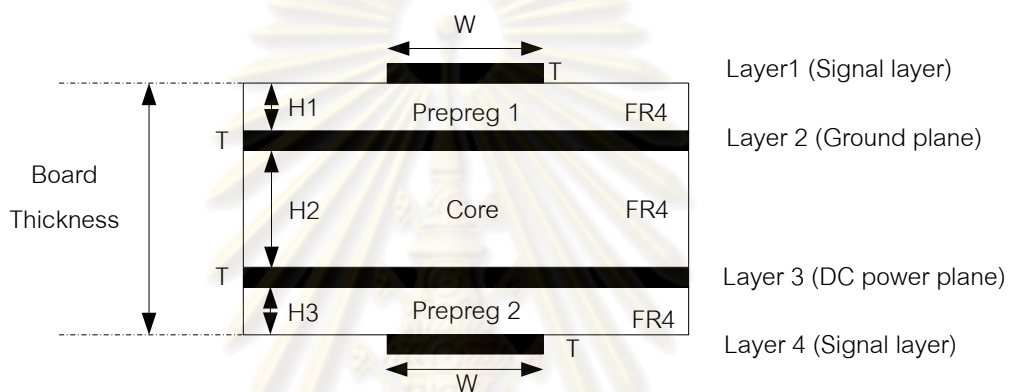 W
T
Layer1 (Signal layer)
H1
Prepreg 1
FR4
T
Layer 2 (Ground plane)
Board
Thickness
H2
Core
FR4
T
Layer 3 (DC power plane)
H3
Prepreg 2
FR4
T
Layer 4 (Signal layer)
W